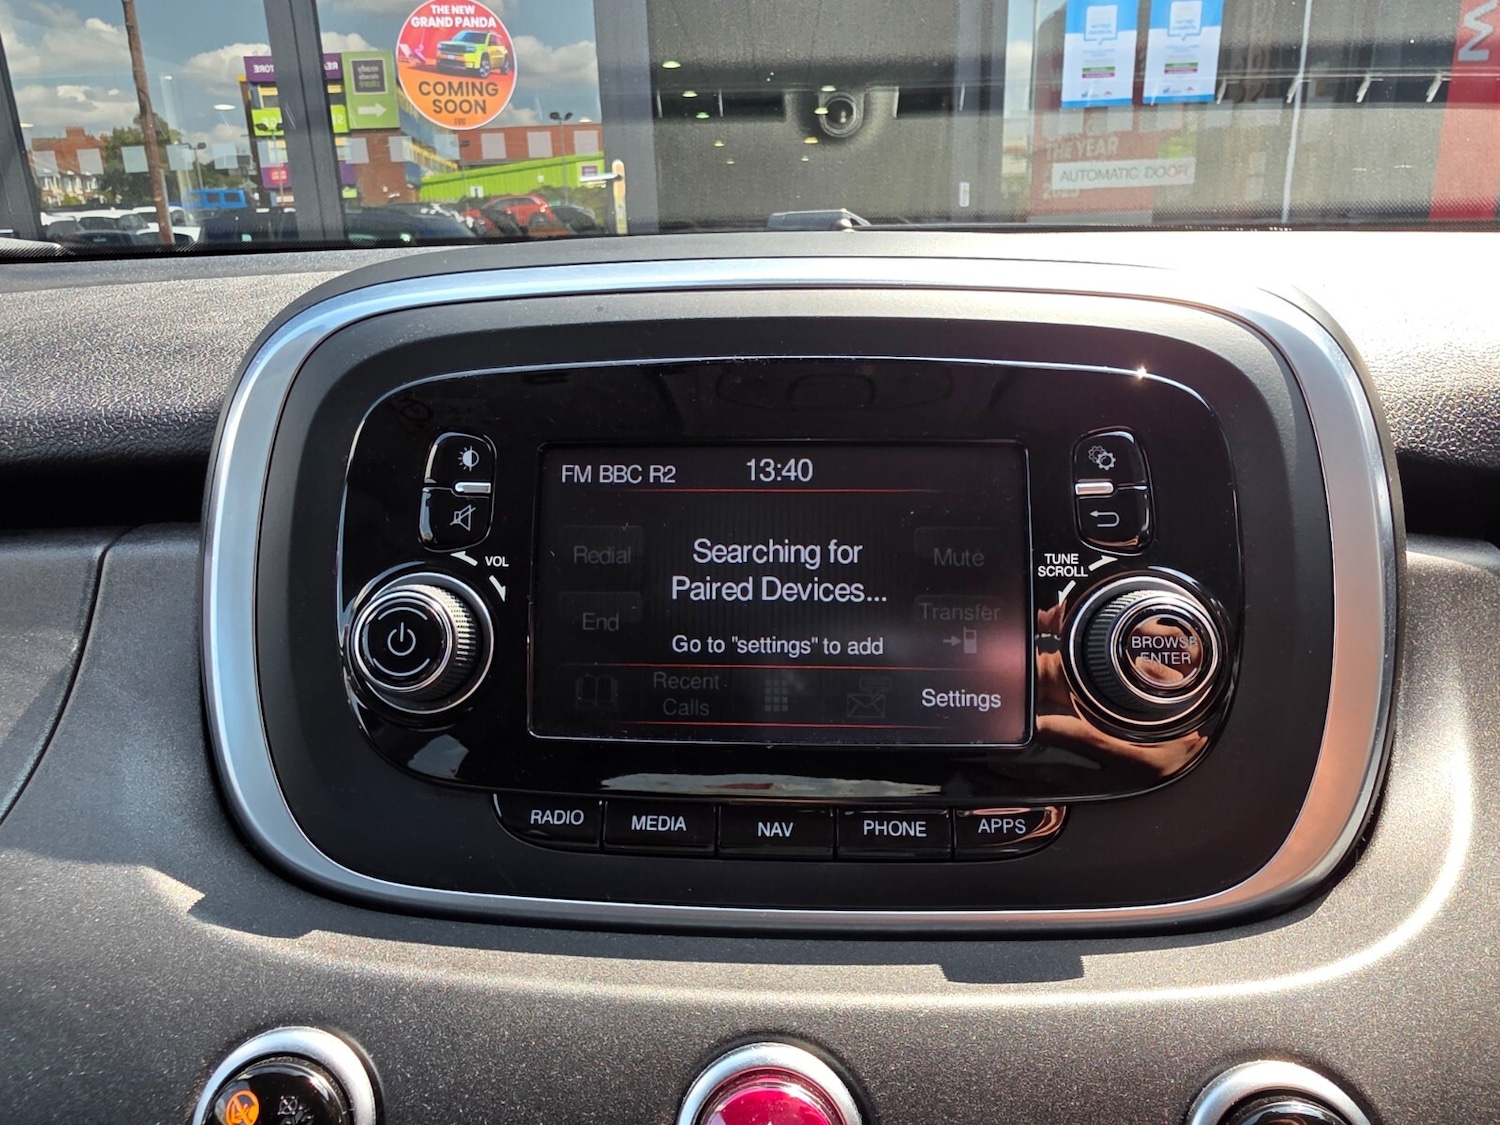 THE NEW
GRAND PANDA
COMING
SOON
THE YEAR
AUTOMATIC DOOR
FM BBC R2
13:40
Redial
Searching for
Paired Devices...
Mute
End
Transfer
Go to "settings" to add
Recent
Calls
Settings
VOL
TUNE
SCROLL
BROWSE
ENTER
RADIO
MEDIA
NAV
PHONE
APPS